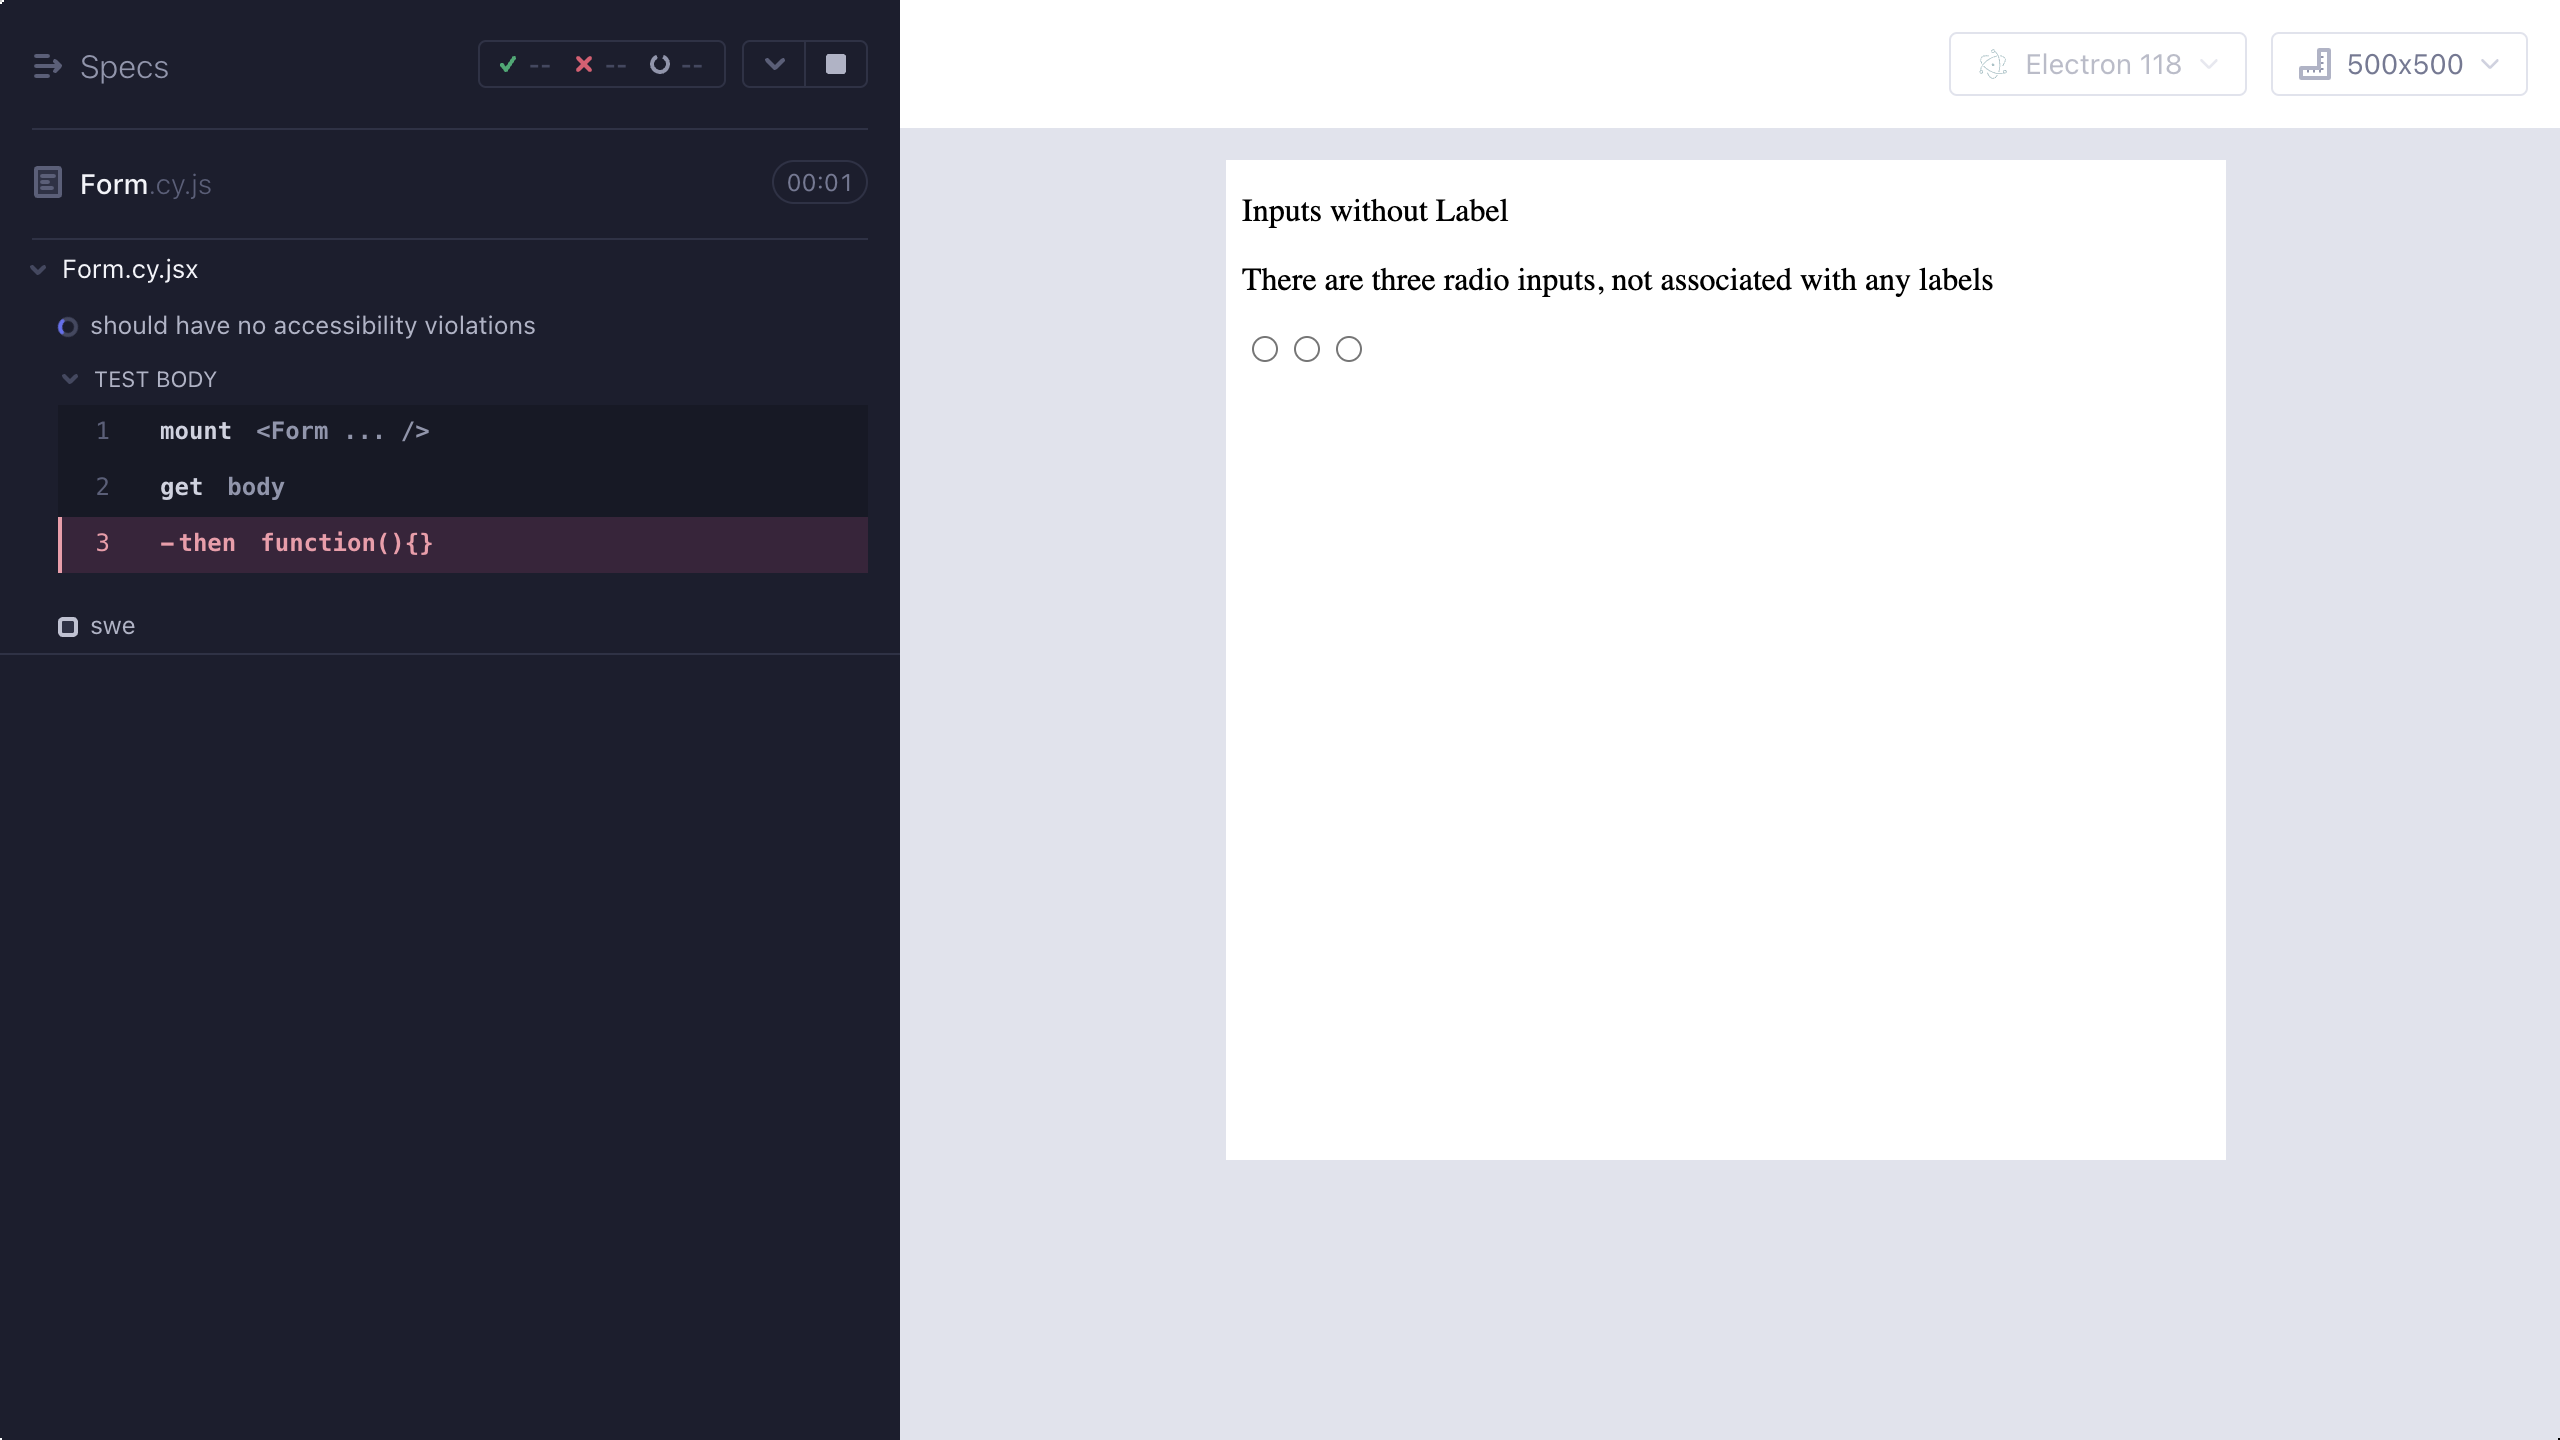 Specs
-- -- --
Form.cy.js
00:01
Form.cy.jsx
should have no accessibility violations
TEST BODY
1 mount <Form ... />
2 get body
3 -then function(){}
swe
Electron 118
500x500
Inputs without Label
There are three radio inputs, not associated with any labels